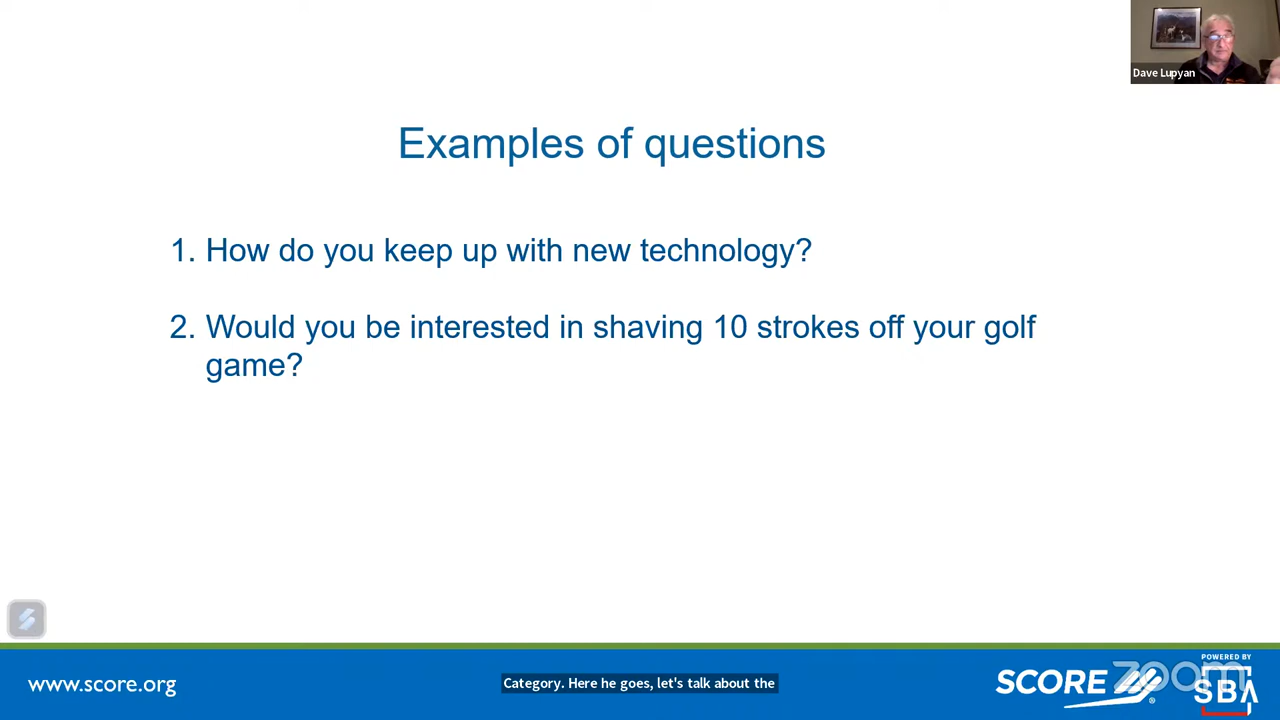 Dave Lupyan
Examples of questions
1. How do you keep up with new technology?
2. Would you be interested in shaving 10 strokes off your golf
game?
www.score.org
Category. Here he goes, let's talk about the
SCORE
®
zoom
POWERED BY
SBA